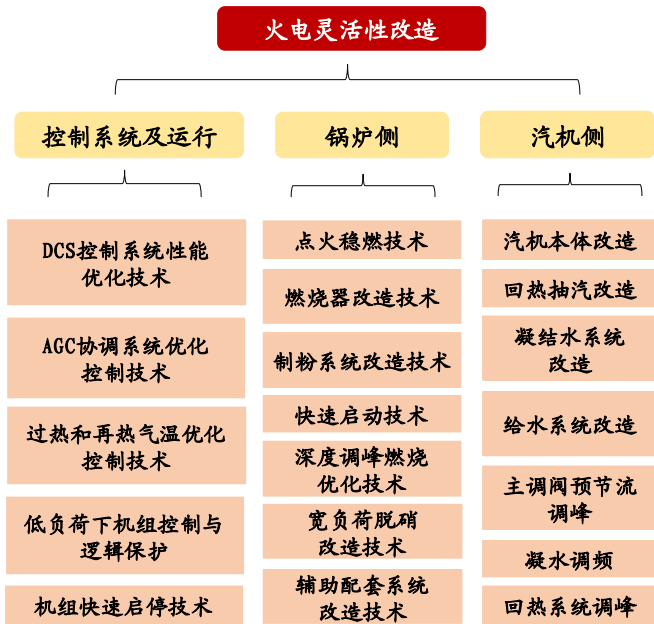 火电灵活性改造
控制系统及运行
DCS控制系统性能
优化技术
AGC协调系统优化
控制技术
过热和再热气温优化
控制技术
低负荷下机组控制与
逻辑保护
机组快速启停技术
锅炉侧
点火稳燃技术
燃烧器改造技术
制粉系统改造技术
快速启动技术
深度调峰燃烧
优化技术
宽负荷脱硝
改造技术
辅助配套系统
改造技术
汽机侧
汽机本体改造
回热抽汽改造
凝结水系统
改造
给水系统改造
主调阀预节流
调峰
凝水调频
回热系统调峰